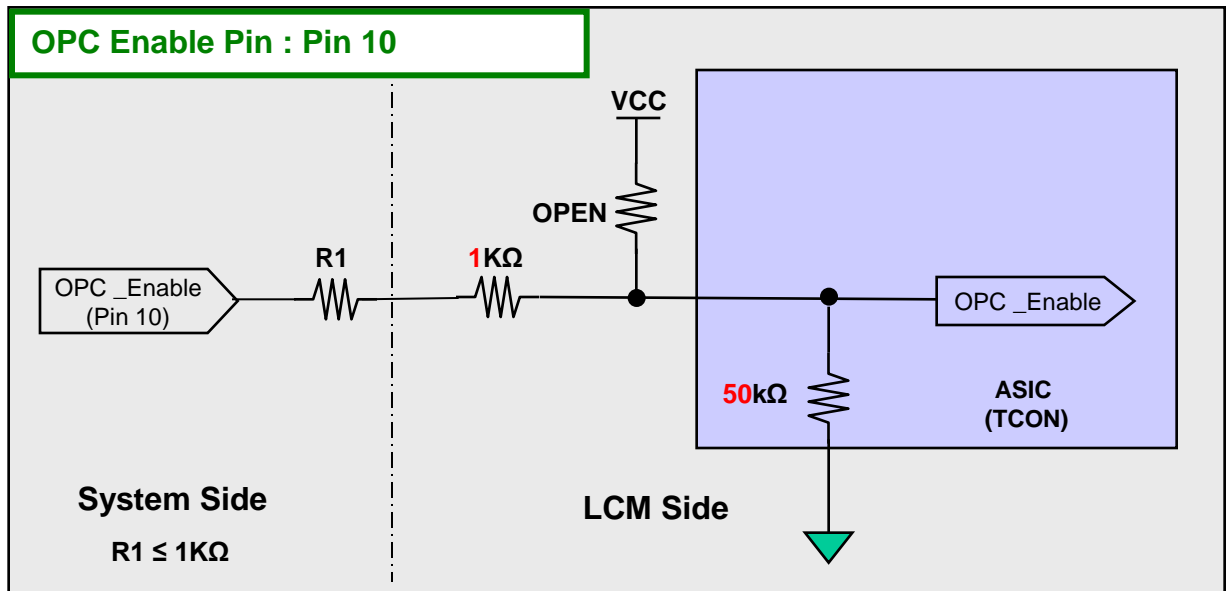 OPC Enable Pin : Pin 10
VCC
OPEN
R1
1KΩ
OPC _Enable
(Pin 10)
OPC _Enable
50kΩ
ASIC
(TCON)
System Side
LCM Side
R1 ≤ 1KΩ